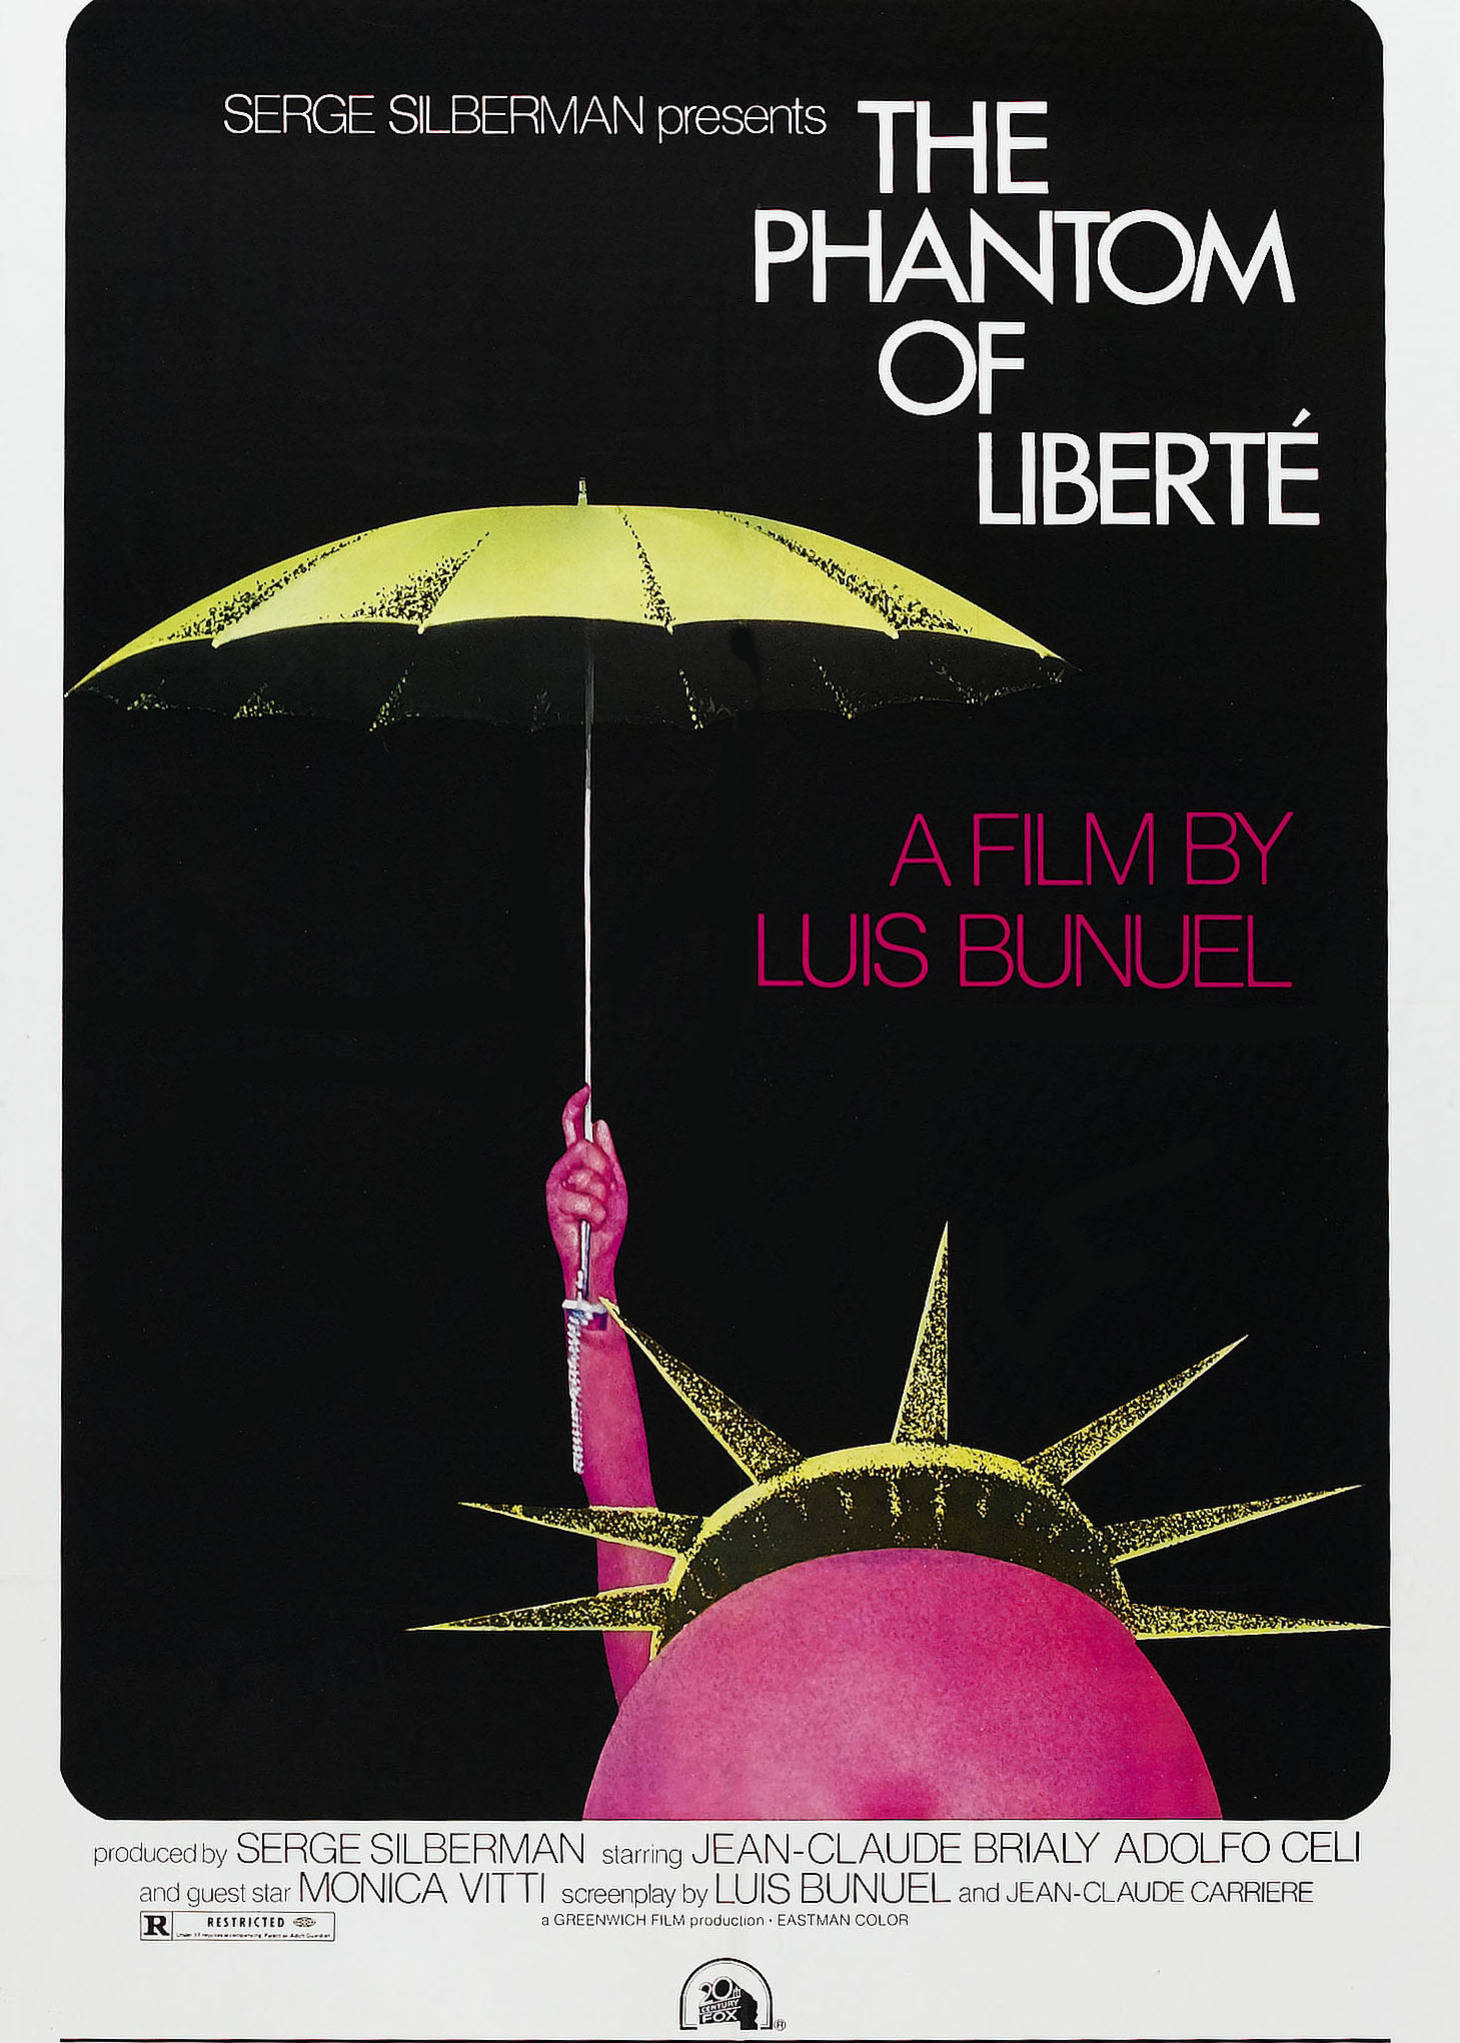 SERGE SILBERMAN presents THE
PHANTOM
OF
LIBERTÉ
A FILM BY
LUIS BUNUEL
produced by SERGE SILBERMAN starring JEAN-CLAUDE BRIALY ADOLFO CELI
and guest star MONICA VITTI screenplay by LUIS BUNUEL and JEAN-CLAUDE CARRIERE
R RESTRICTED
a GREENWICH FILM production · EASTMAN COLOR
20th
CENTURY
FOX ®